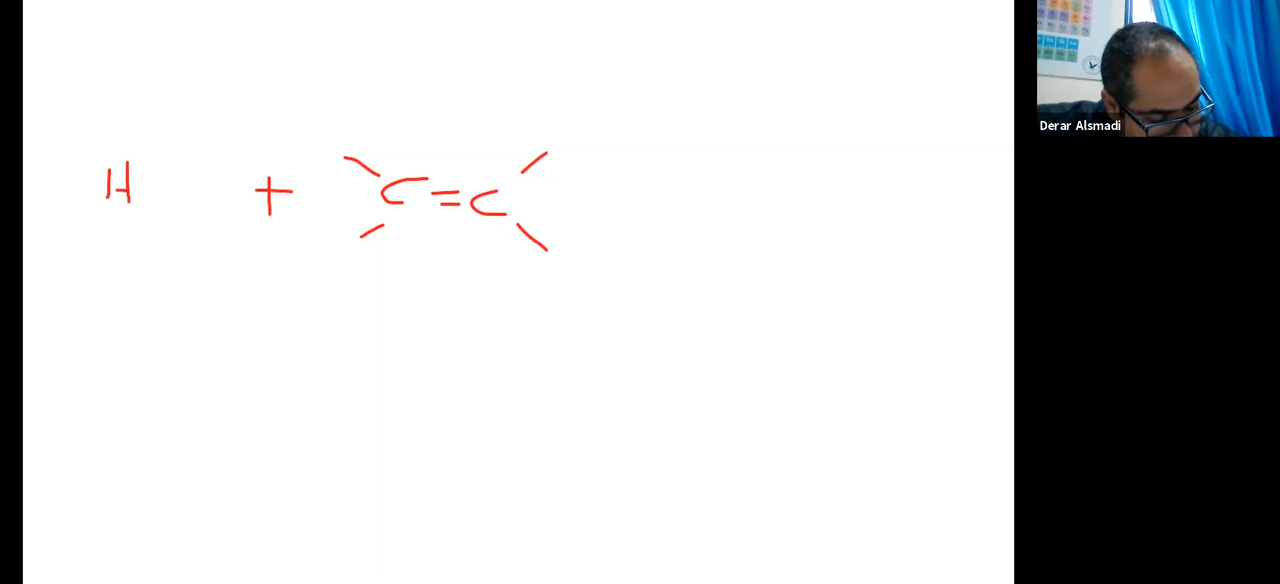 H + C = C
Derar Alsmadi